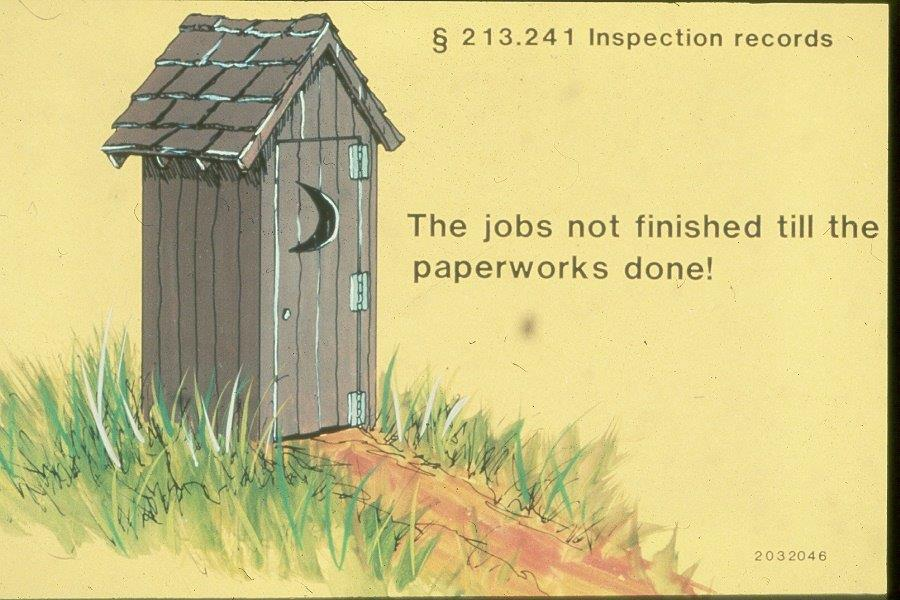 § 213.241 Inspection records
The jobs not finished till the
paperworks done!
2032046